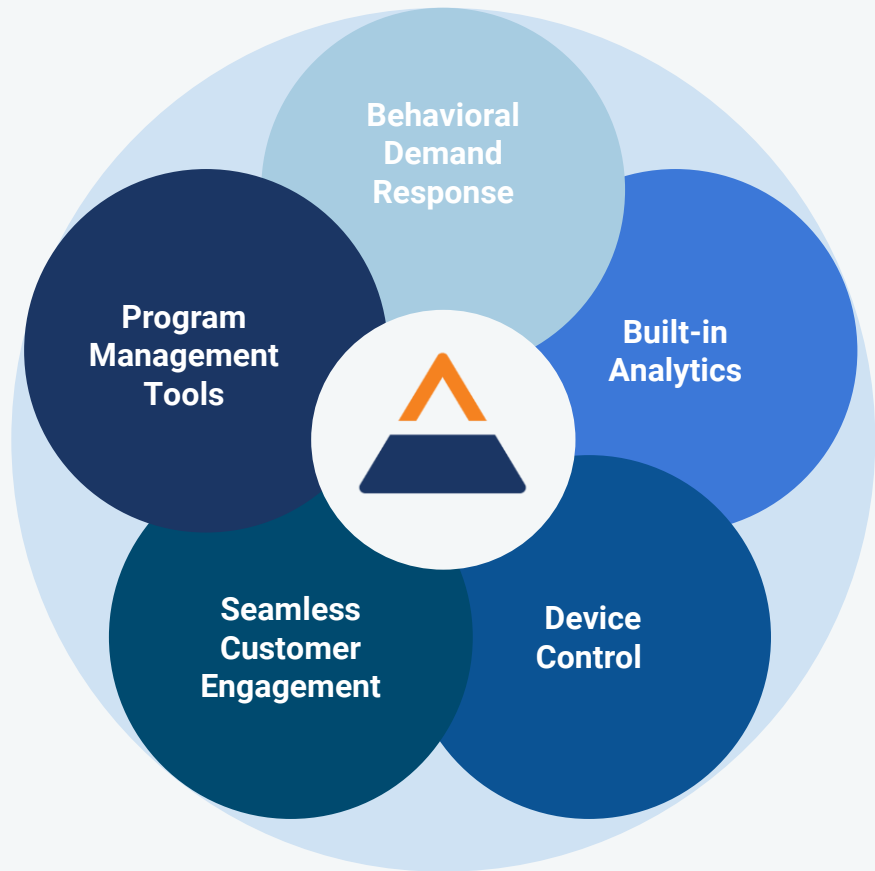 Behavioral
Demand
Response
Program
Management
Tools
Built-in
Analytics
Seamless
Customer
Engagement
Device
Control